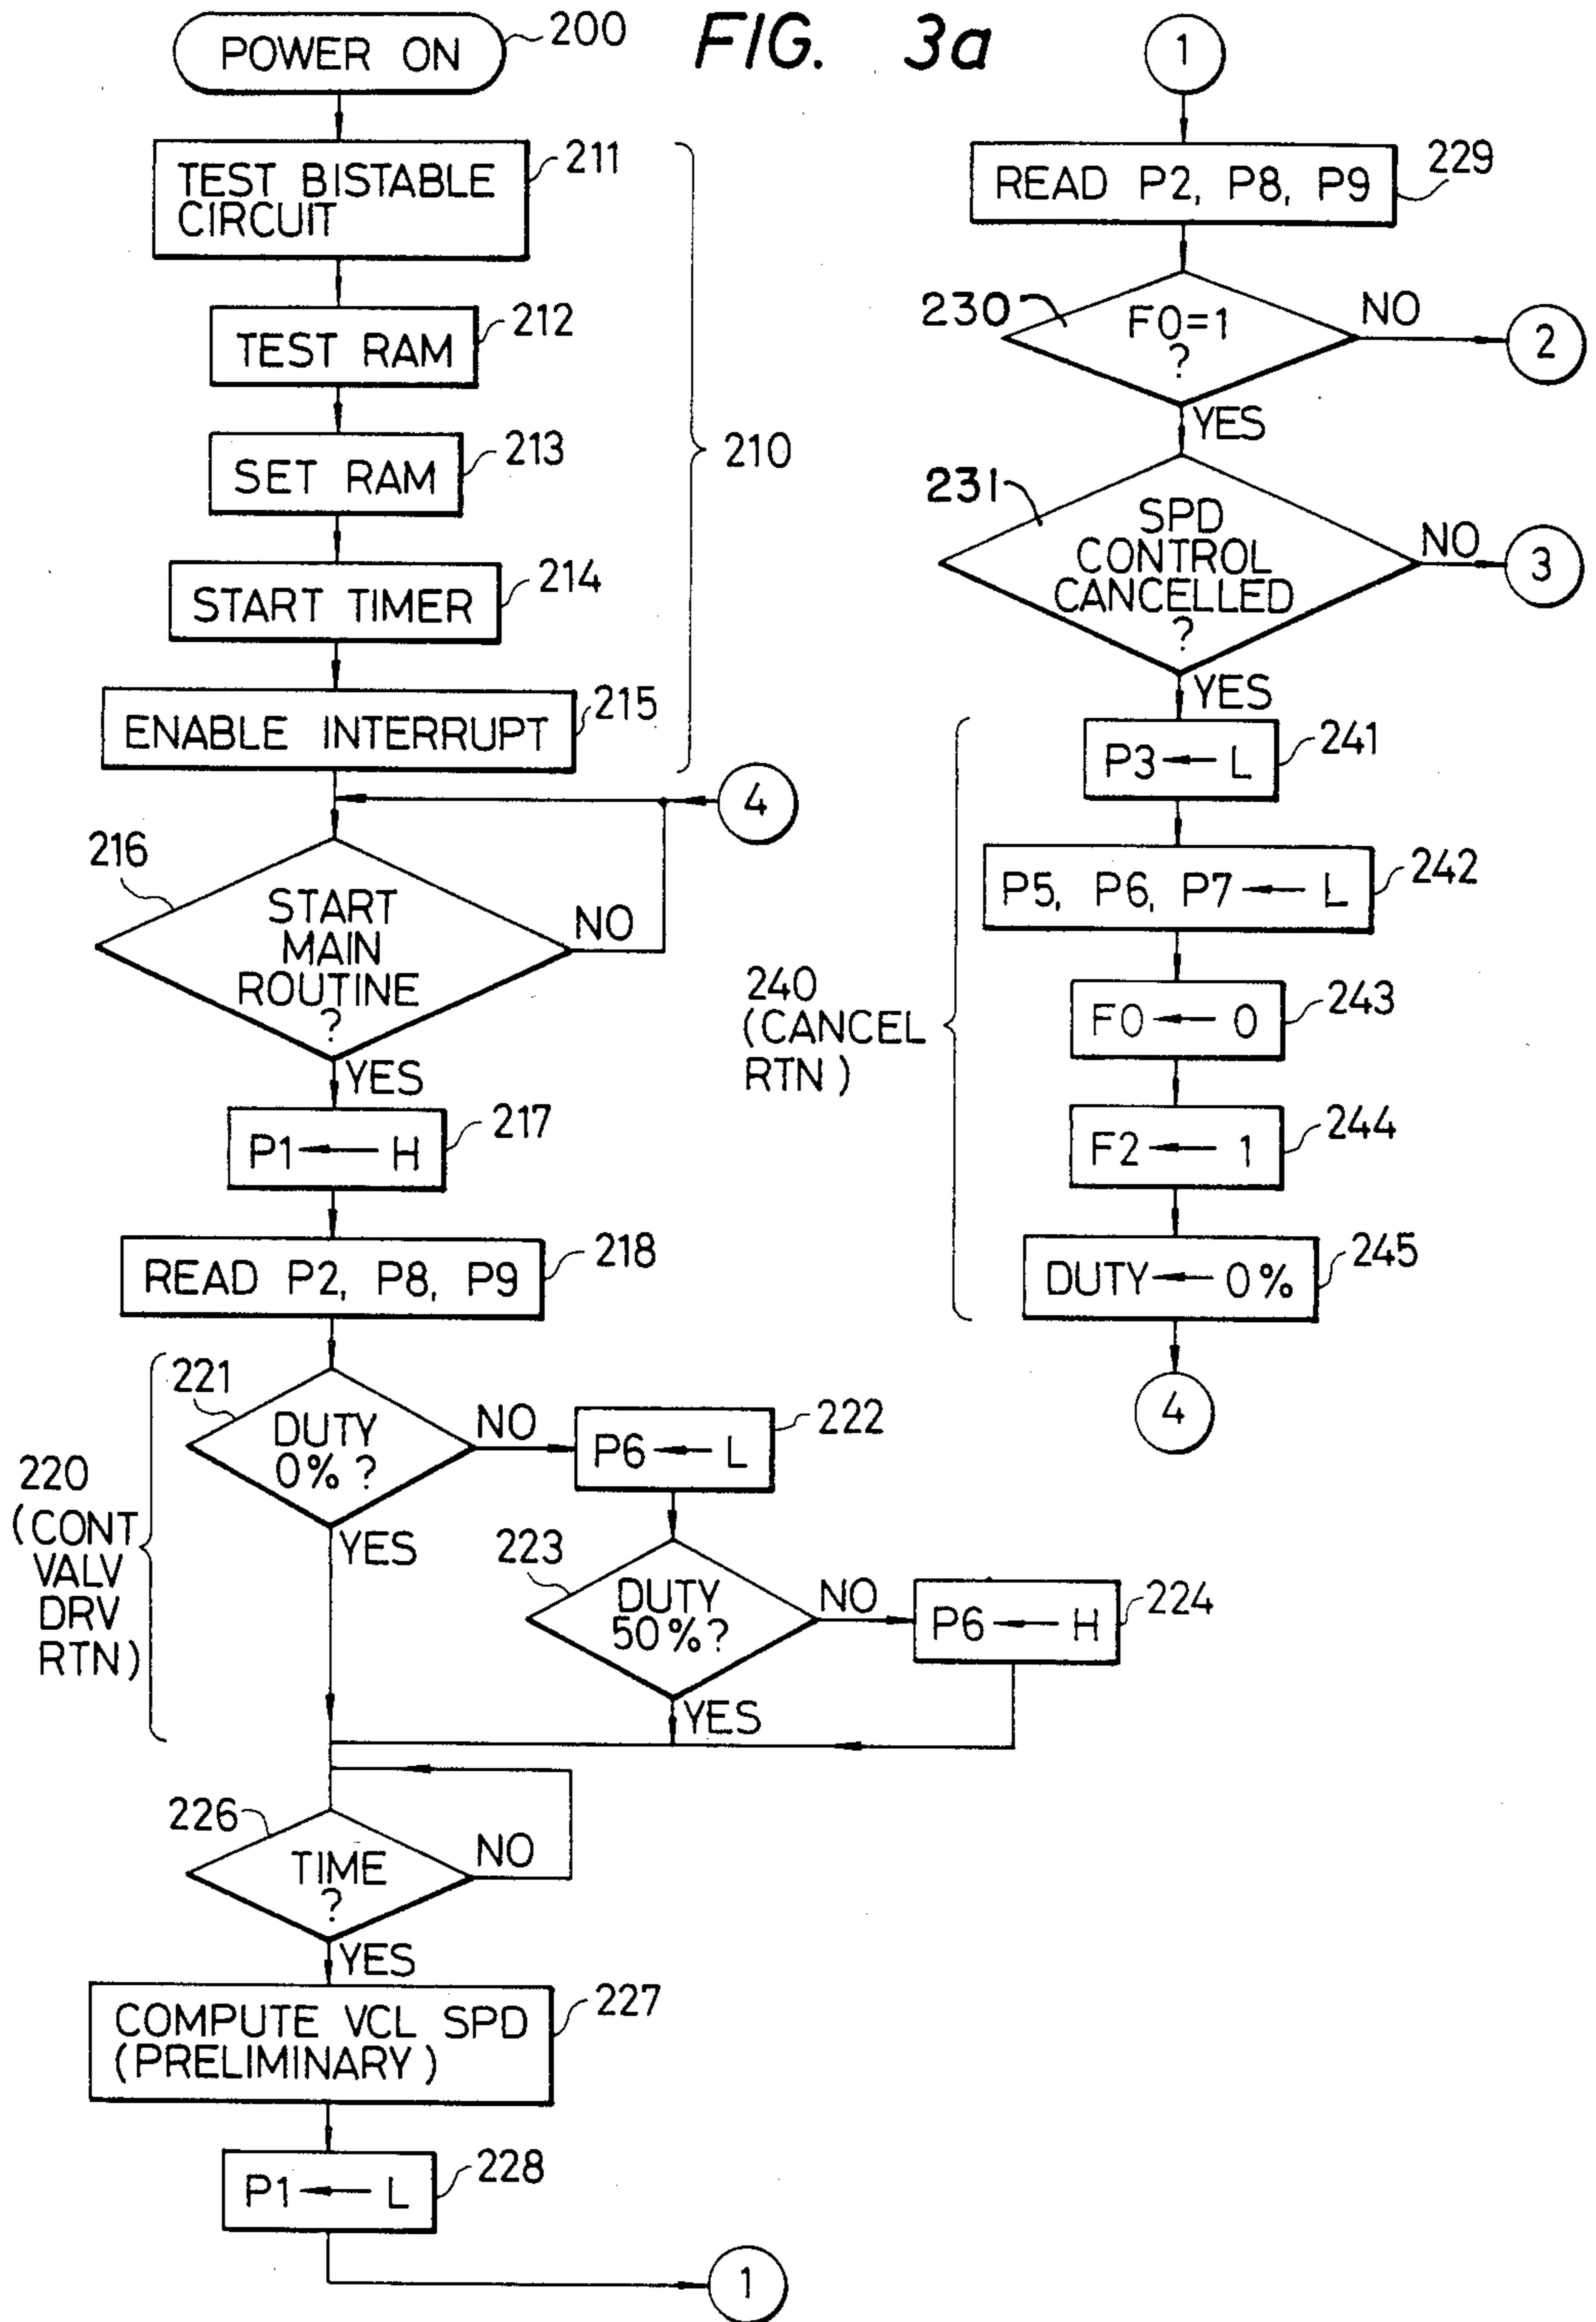 FIG. 3a
POWER ON
200
TEST BISTABLE
CIRCUIT
211
TEST RAM
212
SET RAM
213
210
START TIMER
214
ENABLE INTERRUPT
215
4
216
START
MAIN
ROUTINE
?
NO
YES
P1 ← H
217
READ P2, P8, P9
218
220
(CONT
VALV
DRV
RTN)
221
DUTY
0% ?
NO
YES
P6 ← L
222
223
DUTY
50%?
NO
YES
P6 ← H
224
226
TIME
?
NO
YES
COMPUTE VCL SPD
(PRELIMINARY)
227
P1 ← L
228
1
1
READ P2, P8, P9
229
230
F0=1
?
NO
2
YES
231
SPD
CONTROL
CANCELLED
?
NO
3
YES
240
(CANCEL
RTN)
P3 ← L
241
P5, P6, P7 ← L
242
F0 ← 0
243
F2 ← 1
244
DUTY ← 0%
245
4